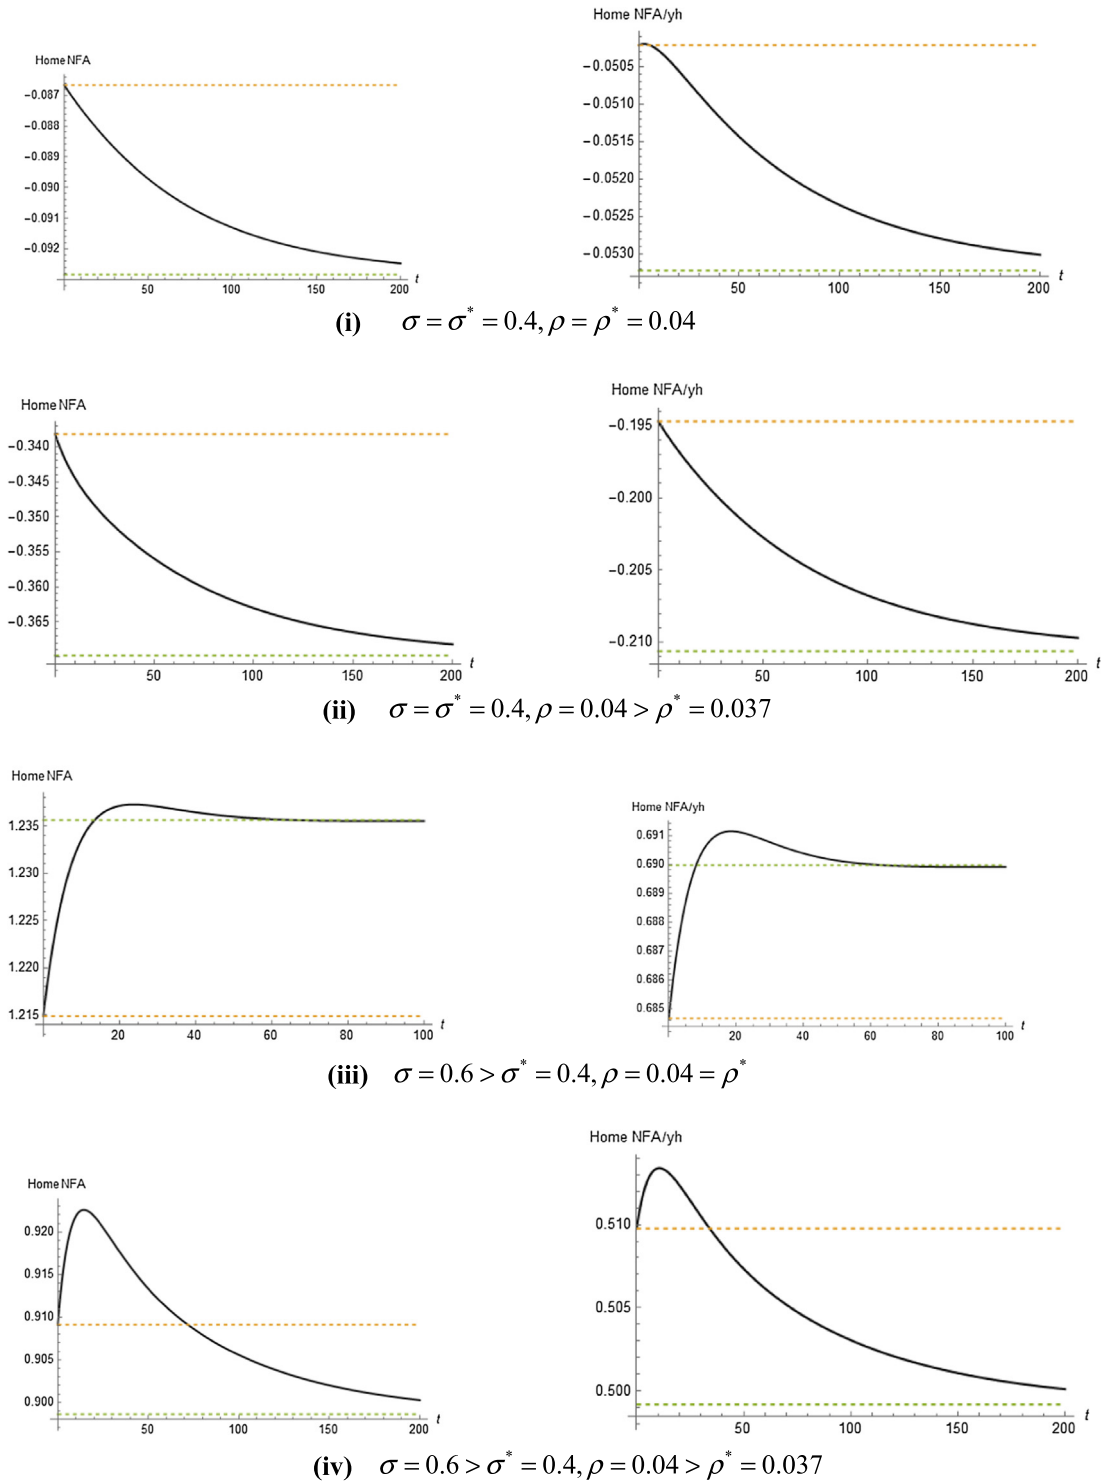 Home NFA
-0.087
-0.088
-0.089
-0.090
-0.091
-0.092
50 100 150 200 t
Home NFA/yh
-0.0505
-0.0510
-0.0515
-0.0520
-0.0525
-0.0530
50 100 150 200 t
(i) σ = σ* = 0.4, ρ = ρ* = 0.04
Home NFA
-0.340
-0.345
-0.350
-0.355
-0.360
-0.365
50 100 150 200 t
Home NFA/yh
-0.195
-0.200
-0.205
-0.210
50 100 150 200 t
(ii) σ = σ* = 0.4, ρ = 0.04 > ρ* = 0.037
Home NFA
1.235
1.230
1.225
1.220
1.215
20 40 60 80 100 t
Home NFA/yh
0.691
0.690
0.689
0.688
0.687
0.686
0.685
20 40 60 80 100 t
(iii) σ = 0.6 > σ* = 0.4, ρ = 0.04 = ρ*
Home NFA
0.920
0.915
0.910
0.905
0.900
50 100 150 200 t
Home NFA/yh
0.510
0.505
0.500
50 100 150 200 t
(iv) σ = 0.6 > σ* = 0.4, ρ = 0.04 > ρ* = 0.037